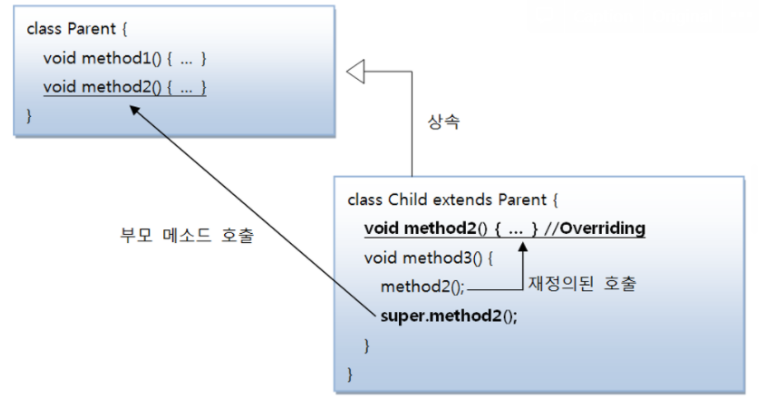 class Parent {
void method1() { ... }
void method2() { ... }
}
상속
부모 메소드 호출
class Child extends Parent {
void method2() { ... } //Overriding
void method3() {
method2();
재정의된 호출
super.method2();
}
}